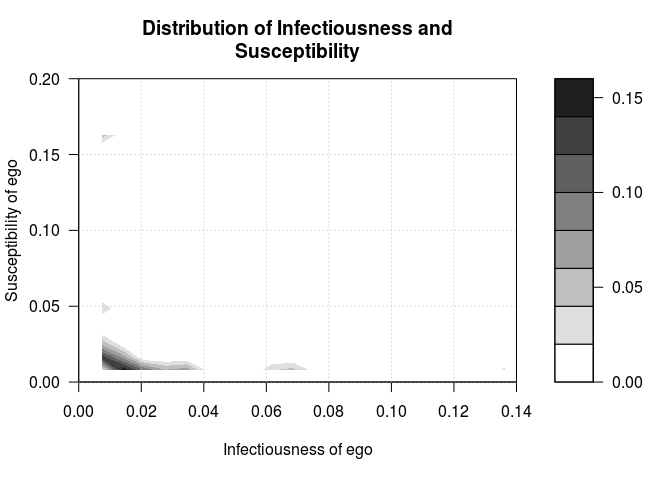 Distribution of Infectiousness and
Susceptibility
0.20
0.15
0.10
0.05
0.00
Susceptibility of ego
0.00 0.02 0.04 0.06 0.08 0.10 0.12 0.14
Infectiousness of ego
0.15
0.10
0.05
0.00